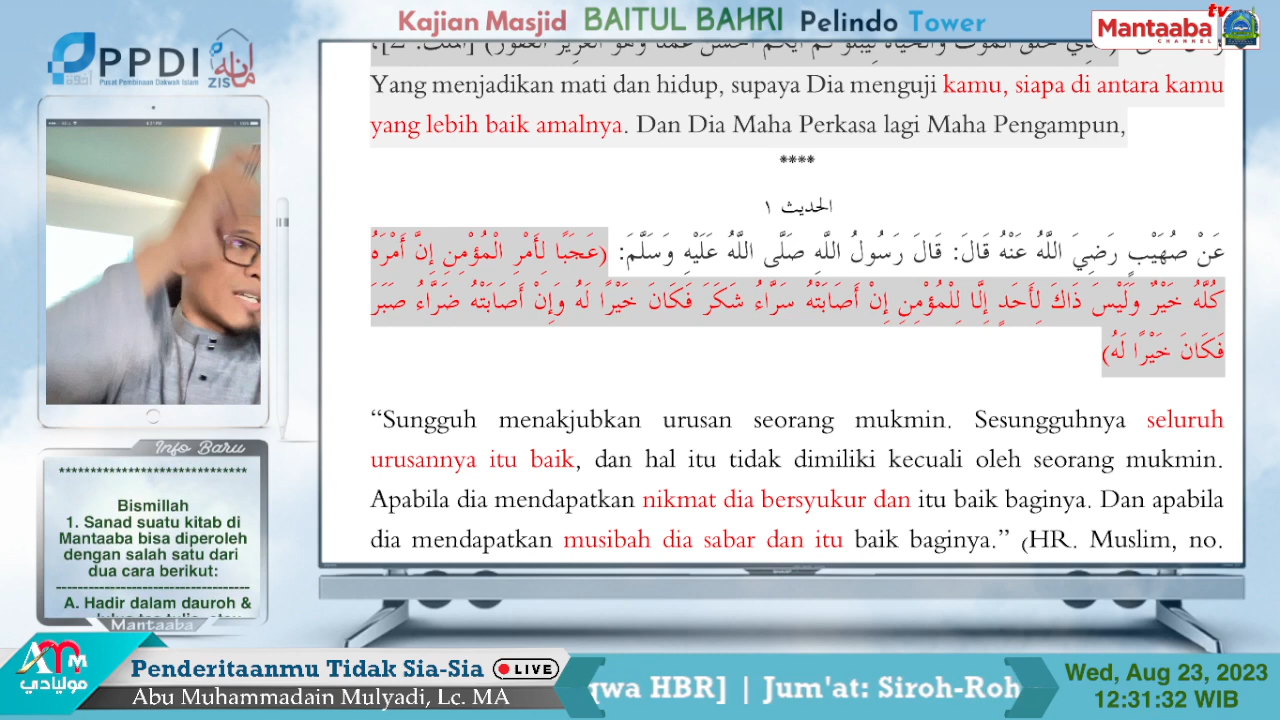 Kajian Masjid BAITUL BAHRI Pelindo Tower
Mantaaba tv
CHANNEL
PPDI
Pusat Pembinaan Dakwah Islam
ZIS
Yang menjadikan mati dan hidup, supaya Dia menguji kamu, siapa di antara kamu
yang lebih baik amalnya. Dan Dia Maha Perkasa lagi Maha Pengampun,
****
الحديث ١
عَنْ صُهَيْبٍ رَضِيَ اللَّهُ عَنْهُ قَالَ: قَالَ رَسُولُ اللَّهِ صَلَّى اللَّهُ عَلَيْهِ وَسَلَّمَ: (عَجَبًا لِأَمْرِ الْمُؤْمِنِ إِنَّ أَمْرَهُ
كُلَّهُ خَيْرٌ وَلَيْسَ ذَاكَ لِأَحَدٍ إِلَّا لِلْمُؤْمِنِ إِنْ أَصَابَتْهُ سَرَّاءُ شَكَرَ فَكَانَ خَيْرًا لَهُ وَإِنْ أَصَابَتْهُ ضَرَّاءُ صَبَرَ
فَكَانَ خَيْرًا لَهُ)
“Sungguh menakjubkan urusan seorang mukmin. Sesungguhnya seluruh
urusannya itu baik, dan hal itu tidak dimiliki kecuali oleh seorang mukmin.
Apabila dia mendapatkan nikmat dia bersyukur dan itu baik baginya. Dan apabila
dia mendapatkan musibah dia sabar dan itu baik baginya.” (HR. Muslim, no.
Info Baru
******************************
Bismillah
1. Sanad suatu kitab di
Mantaaba bisa diperoleh
dengan salah satu dari
dua cara berikut:
------------------------------------
A. Hadir dalam dauroh &
Mantaaba
موليادي
Penderitaanmu Tidak Sia-Sia LIVE
Abu Muhammadain Mulyadi, Lc. MA
qwa HBR] | Jum'at: Siroh-Roh
Wed, Aug 23, 2023
12:31:32 WIB